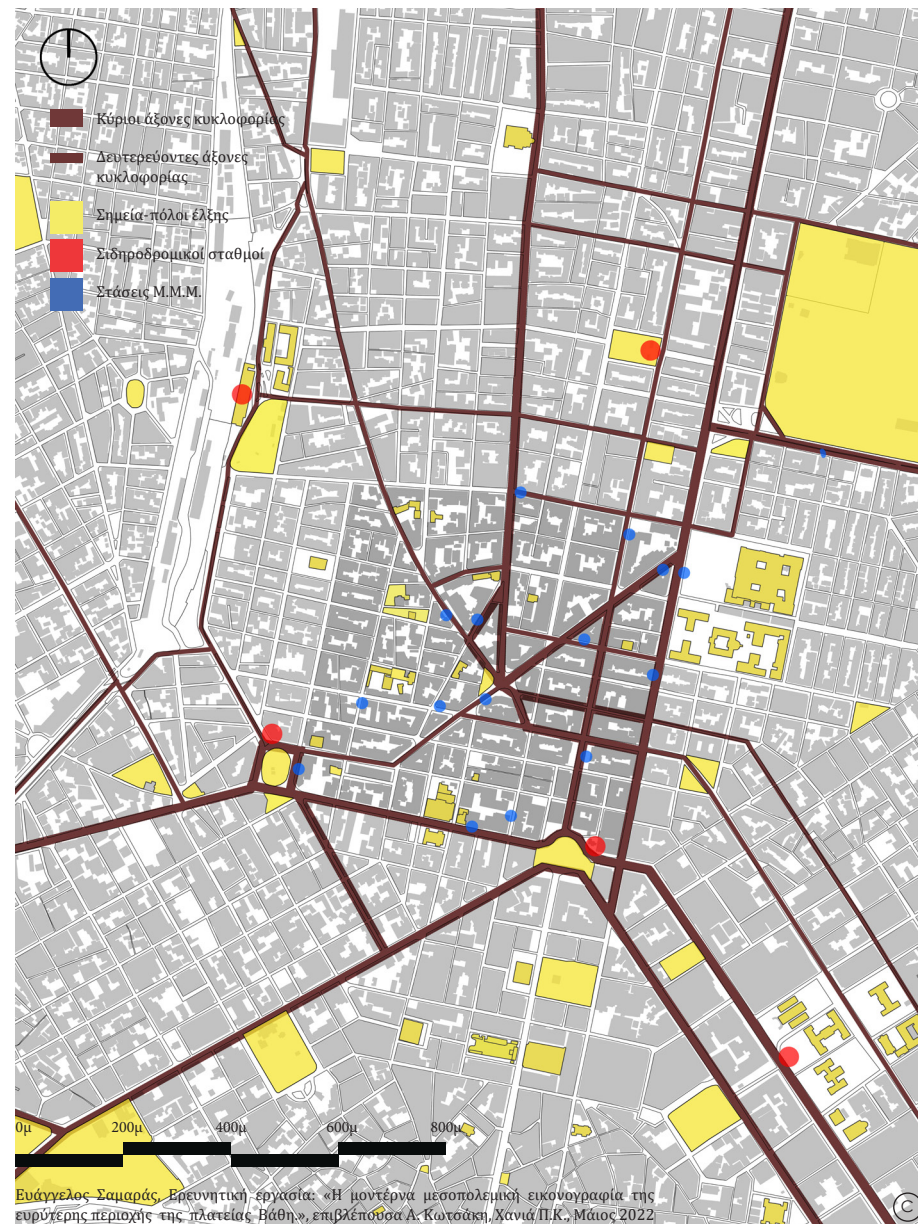 Κύριοι άξονες κυκλοφορίας
Δευτερεύοντες άξονες
κυκλοφορίας
Σημεία-πόλοι έλξης
Σιδηροδρομικοί σταθμοί
Στάσεις Μ.Μ.Μ.
0μ 200μ 400μ 600μ 800μ
Ευάγγελος Σαμαράς, Ερευνητική εργασία: «Η μοντέρνα μεσοπολεμική εικονογραφία της
ευρύτερης περιοχής της πλατείας Βάθη.», επιβλέπουσα Α. Κωτσάκη, Χανιά Π.Κ., Μάιος 2022
©